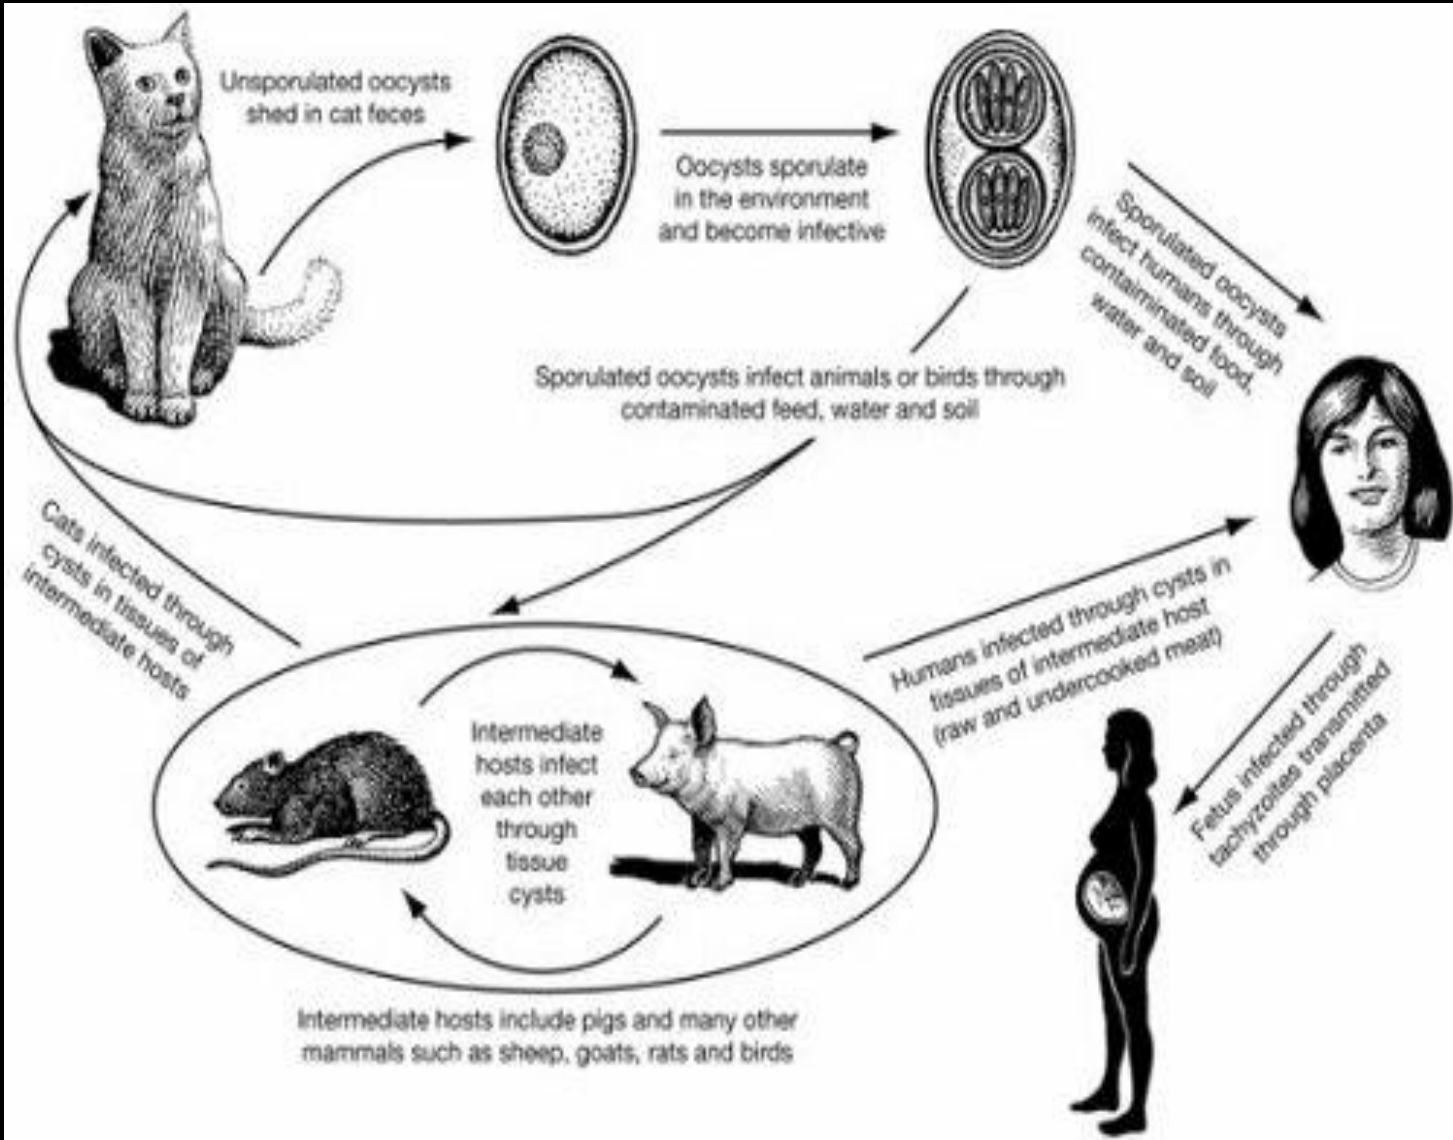 Unsporulated oocysts
shed in cat feces
Oocysts sporulate
in the environment
and become infective
Sporulated oocysts
infect humans through
contaminated food,
water and soil
Sporulated oocysts infect animals or birds through
contaminated feed, water and soil
Cats infected through
cysts in tissues of
intermediate hosts
Intermediate
hosts infect
each other
through
tissue
cysts
Humans infected through cysts in
tissues of intermediate host
(raw and undercooked meat)
Fetus infected through
tachyzoites transmitted
through placenta
Intermediate hosts include pigs and many other
mammals such as sheep, goats, rats and birds